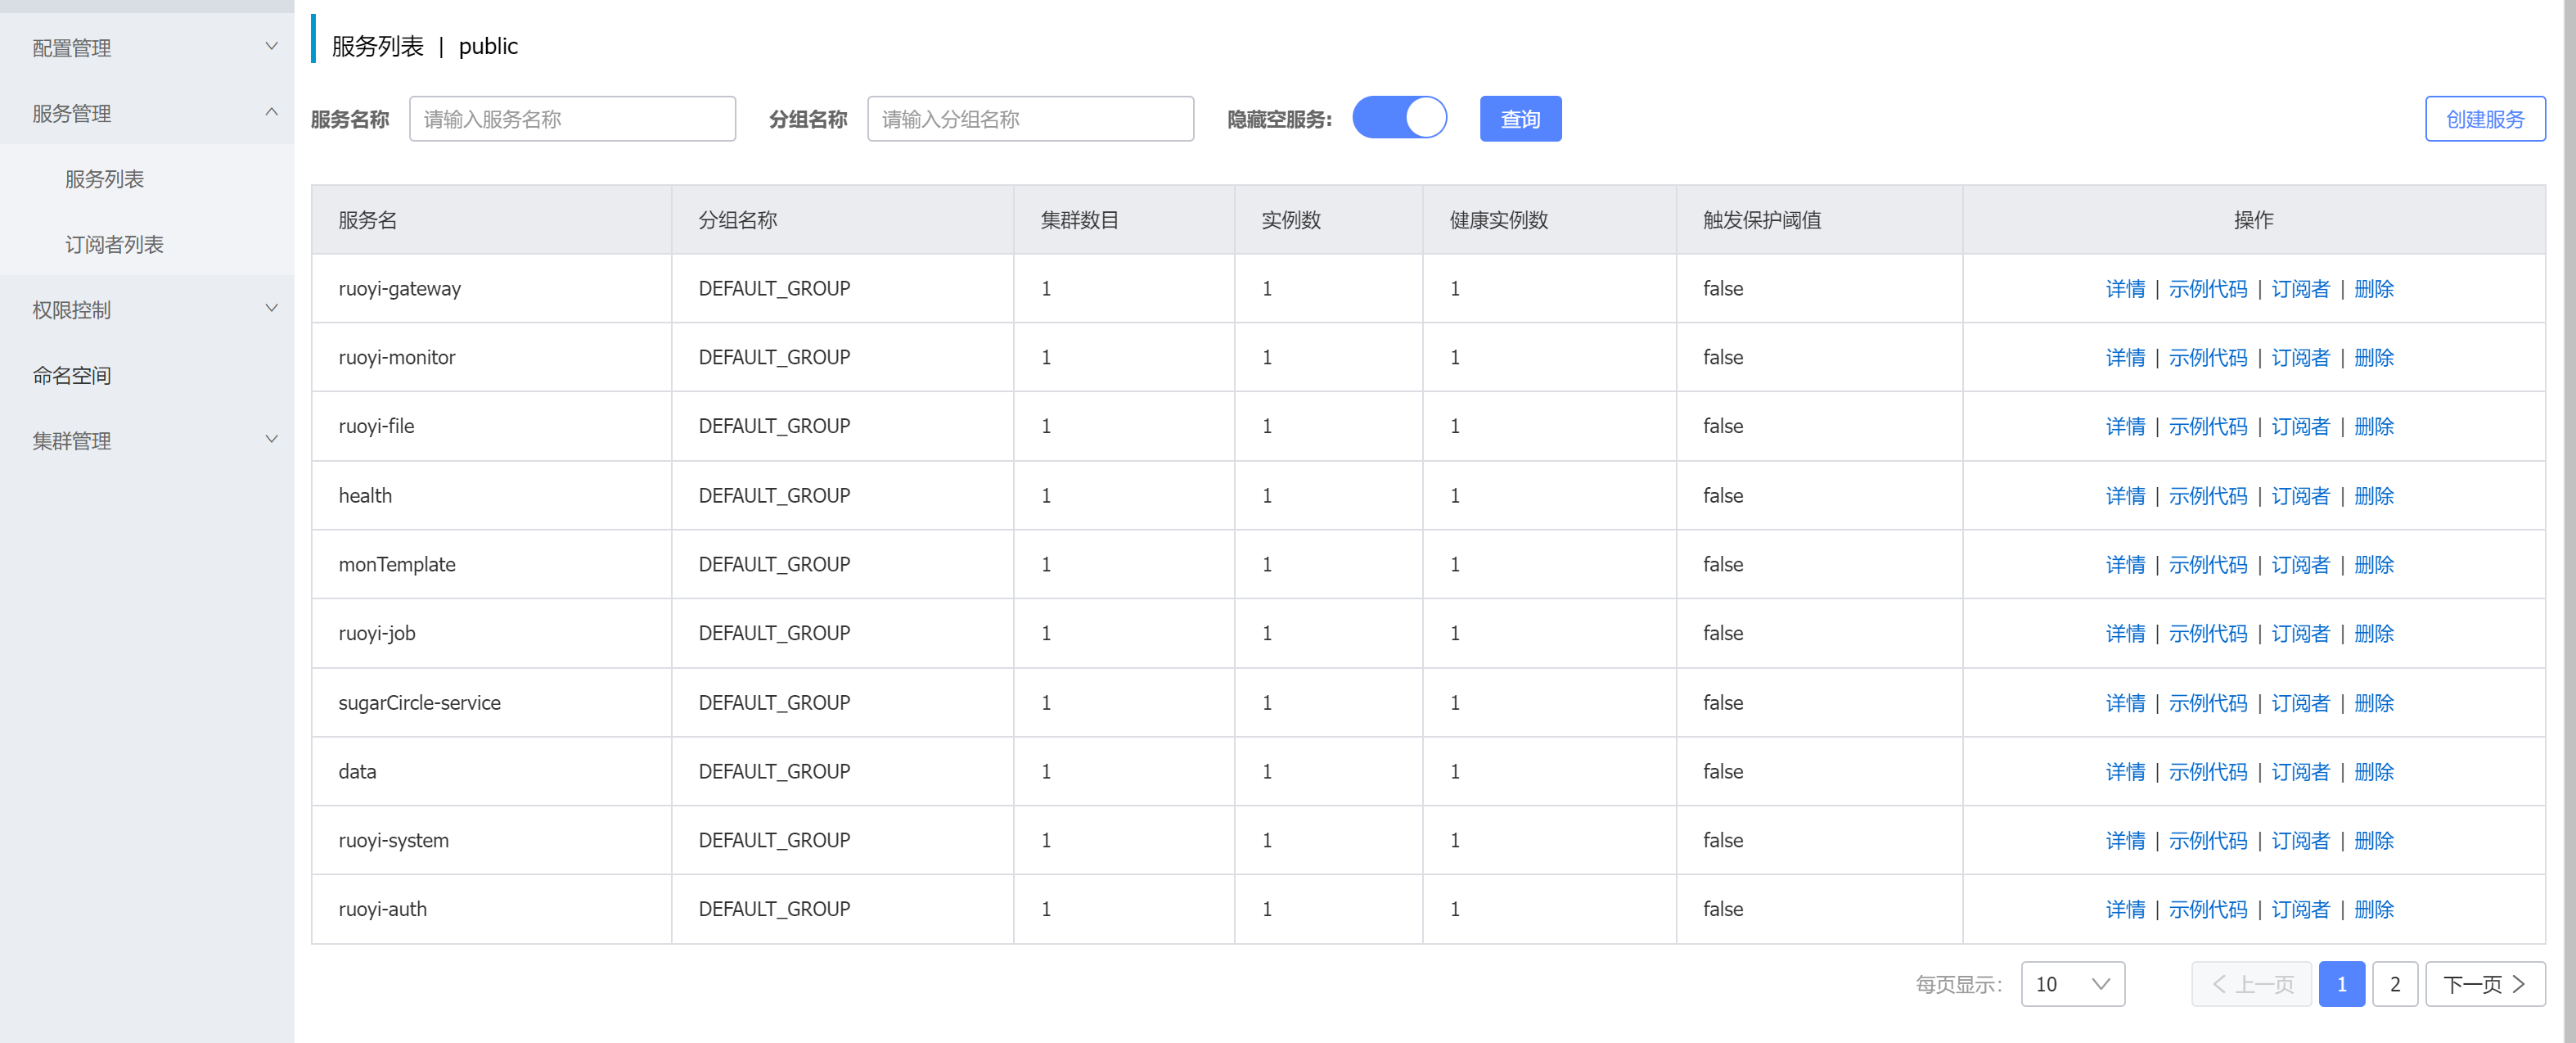 配置管理
服务管理
服务列表
订阅者列表
权限控制
命名空间
集群管理
服务列表 | public
服务名称 请输入服务名称 分组名称 请输入分组名称 隐藏空服务: 查询 创建服务
服务名 分组名称 集群数目 实例数 健康实例数 触发保护阈值 操作
ruoyi-gateway DEFAULT_GROUP 1 1 1 false 详情 | 示例代码 | 订阅者 | 删除
ruoyi-monitor DEFAULT_GROUP 1 1 1 false 详情 | 示例代码 | 订阅者 | 删除
ruoyi-file DEFAULT_GROUP 1 1 1 false 详情 | 示例代码 | 订阅者 | 删除
health DEFAULT_GROUP 1 1 1 false 详情 | 示例代码 | 订阅者 | 删除
monTemplate DEFAULT_GROUP 1 1 1 false 详情 | 示例代码 | 订阅者 | 删除
ruoyi-job DEFAULT_GROUP 1 1 1 false 详情 | 示例代码 | 订阅者 | 删除
sugarCircle-service DEFAULT_GROUP 1 1 1 false 详情 | 示例代码 | 订阅者 | 删除
data DEFAULT_GROUP 1 1 1 false 详情 | 示例代码 | 订阅者 | 删除
ruoyi-system DEFAULT_GROUP 1 1 1 false 详情 | 示例代码 | 订阅者 | 删除
ruoyi-auth DEFAULT_GROUP 1 1 1 false 详情 | 示例代码 | 订阅者 | 删除
每页显示: 10 上一页 1 2 下一页